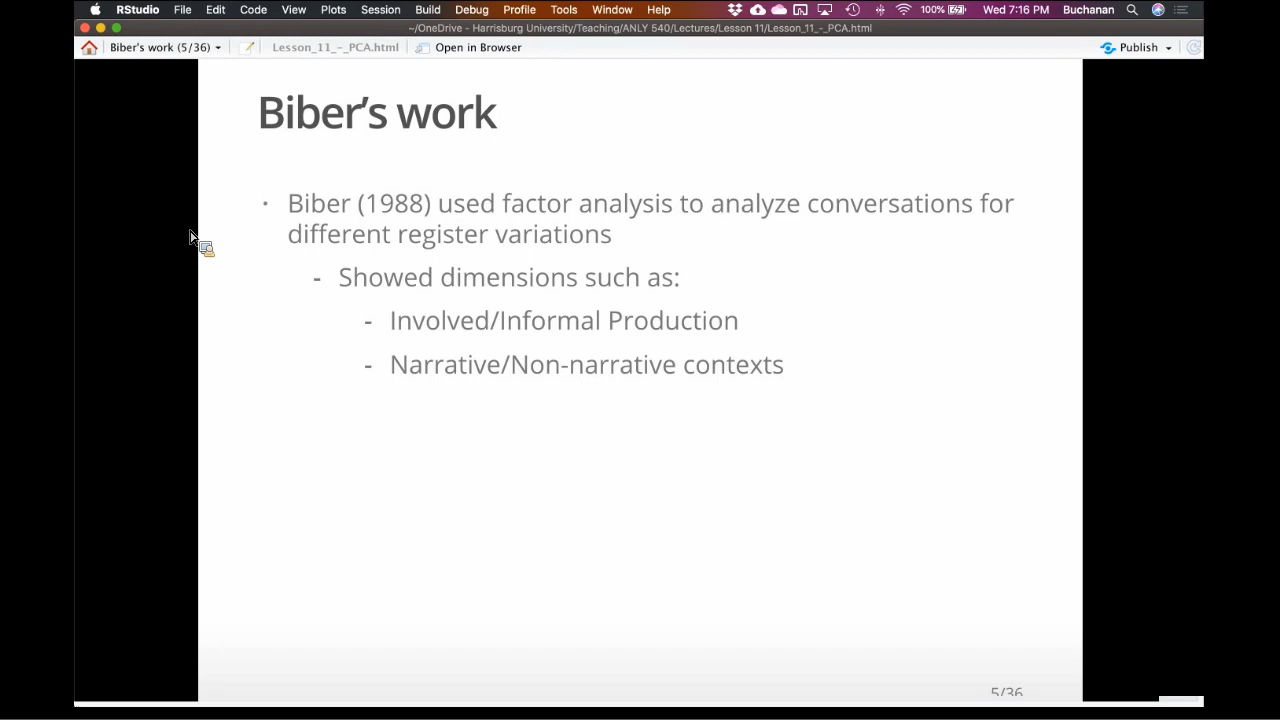 RStudio File Edit Code View Plots Session Build Debug Profile Tools Window Help 100% Wed 7:16 PM Buchanan
~/OneDrive - Harrisburg University/Teaching/ANLY 540/Lectures/Lesson 11/Lesson_11_-_PCA.html
Biber's work (5/36) Lesson_11_-_PCA.html Open in Browser Publish
Biber’s work
• Biber (1988) used factor analysis to analyze conversations for
different register variations
- Showed dimensions such as:
- Involved/Informal Production
- Narrative/Non-narrative contexts
5/36